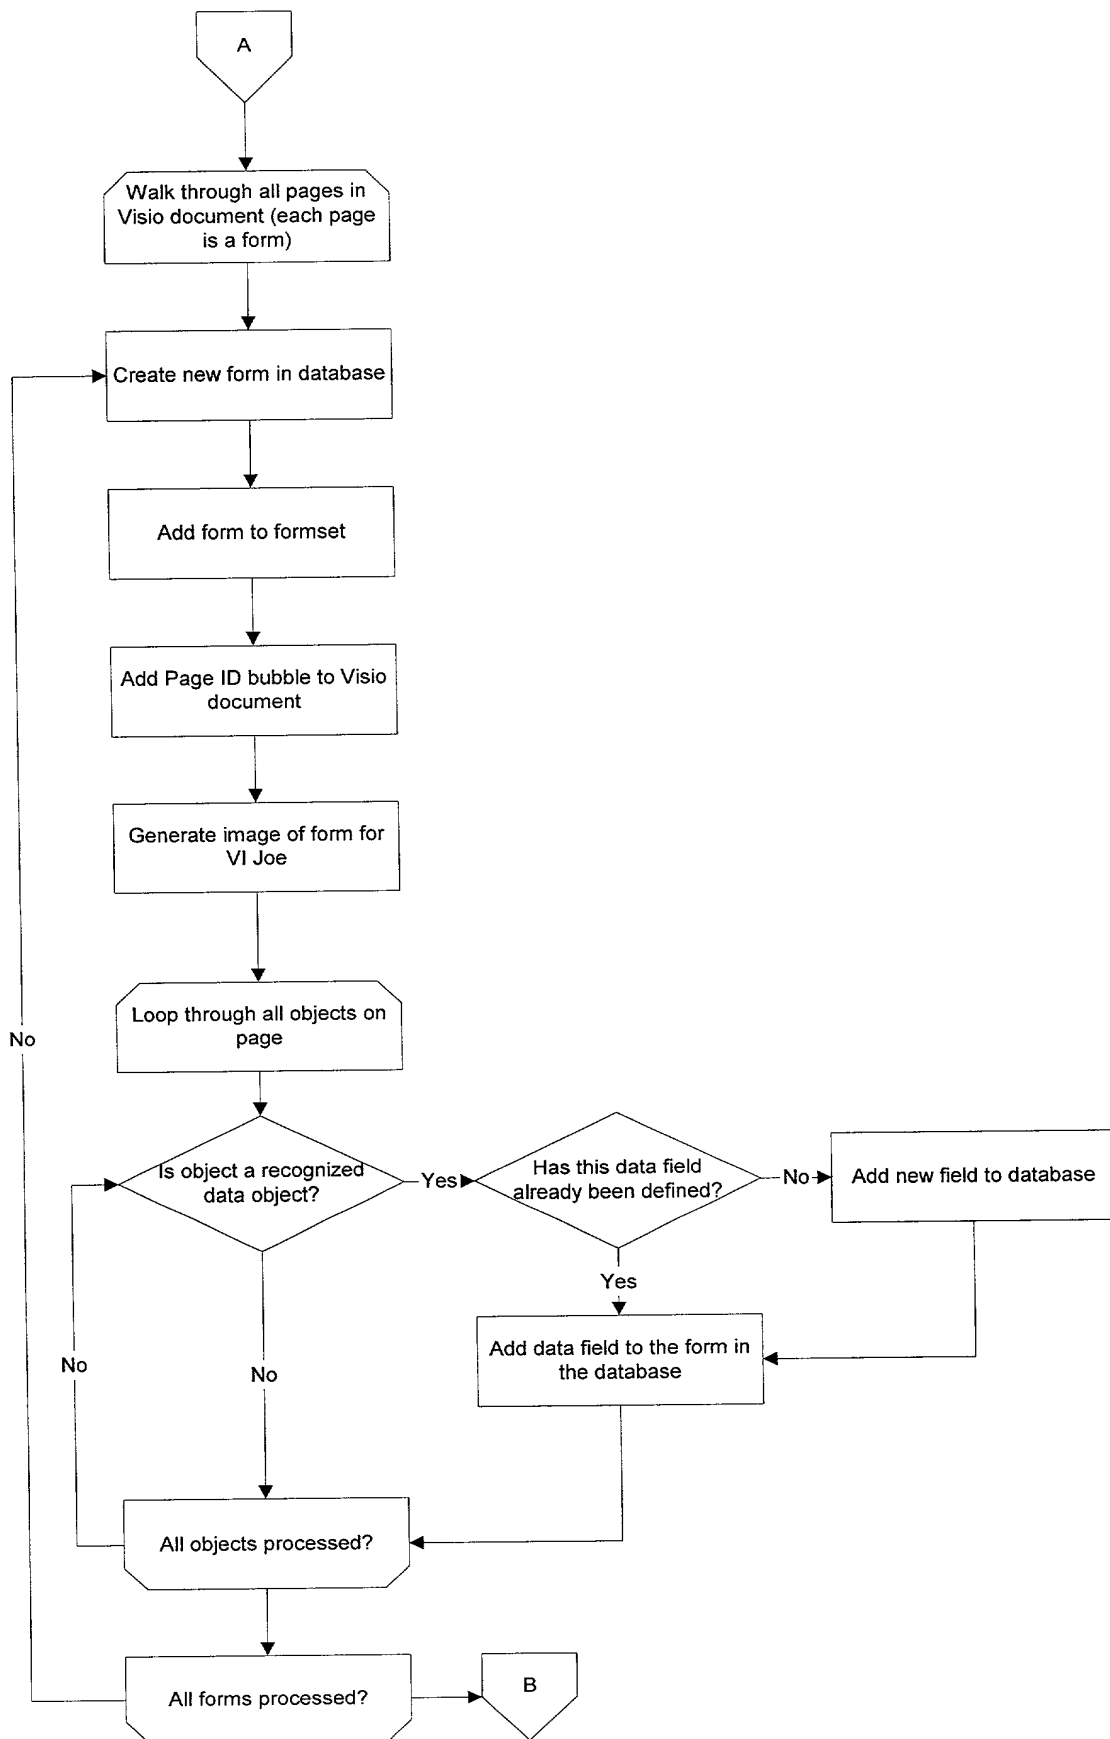 A
Walk through all pages in
Visio document (each page
is a form)
Create new form in database
Add form to formset
Add Page ID bubble to Visio
document
Generate image of form for
VI Joe
Loop through all objects on
page
No
Is object a recognized
data object?
Yes
Has this data field
already been defined?
No
Add new field to database
Yes
Add data field to the form in
the database
No
No
All objects processed?
All forms processed?
B